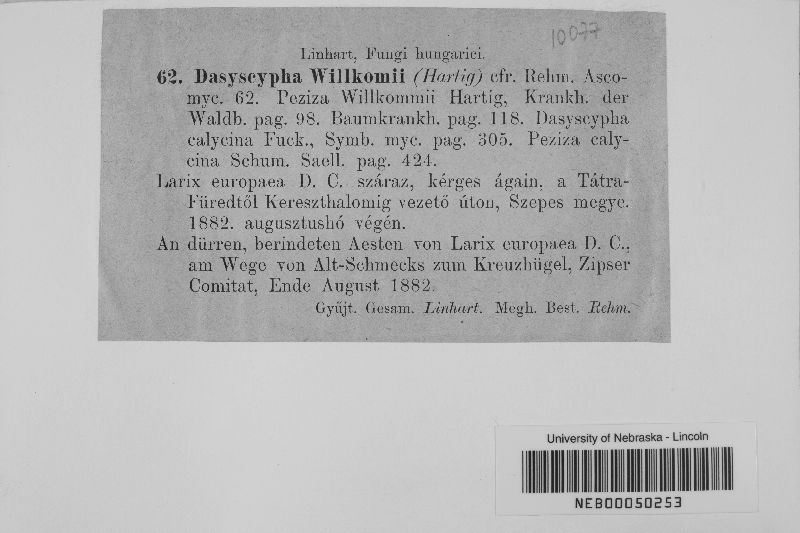 10077
Linhart, Fungi hungarici.
62. Dasyscypha Willkomii (Hartig) cfr. Rehm. Asco-
myc. 62. Peziza Willkommii Hartig, Krankh. der
Waldb. pag. 98. Baumkrankh. pag. 118. Dasyscypha
calycina Fuck., Symb. myc. pag. 305. Peziza caly-
cina Schum. Sacll. pag. 424.
Larix europaea D. C. száraz, kérges ágain, a Tátra-
Füredtől Kereszthalomig vezető úton, Szepes megye.
1882. augusztushó végén.
An dürren, berindeten Aesten von Larix europaea D. C.,
am Wege von Alt-Schmecks zum Kreuzhügel, Zipser
Comitat, Ende August 1882.
Gyűjt. Gesam. Linhart. Megh. Best. Rehm.
University of Nebraska - Lincoln
NEB00050253